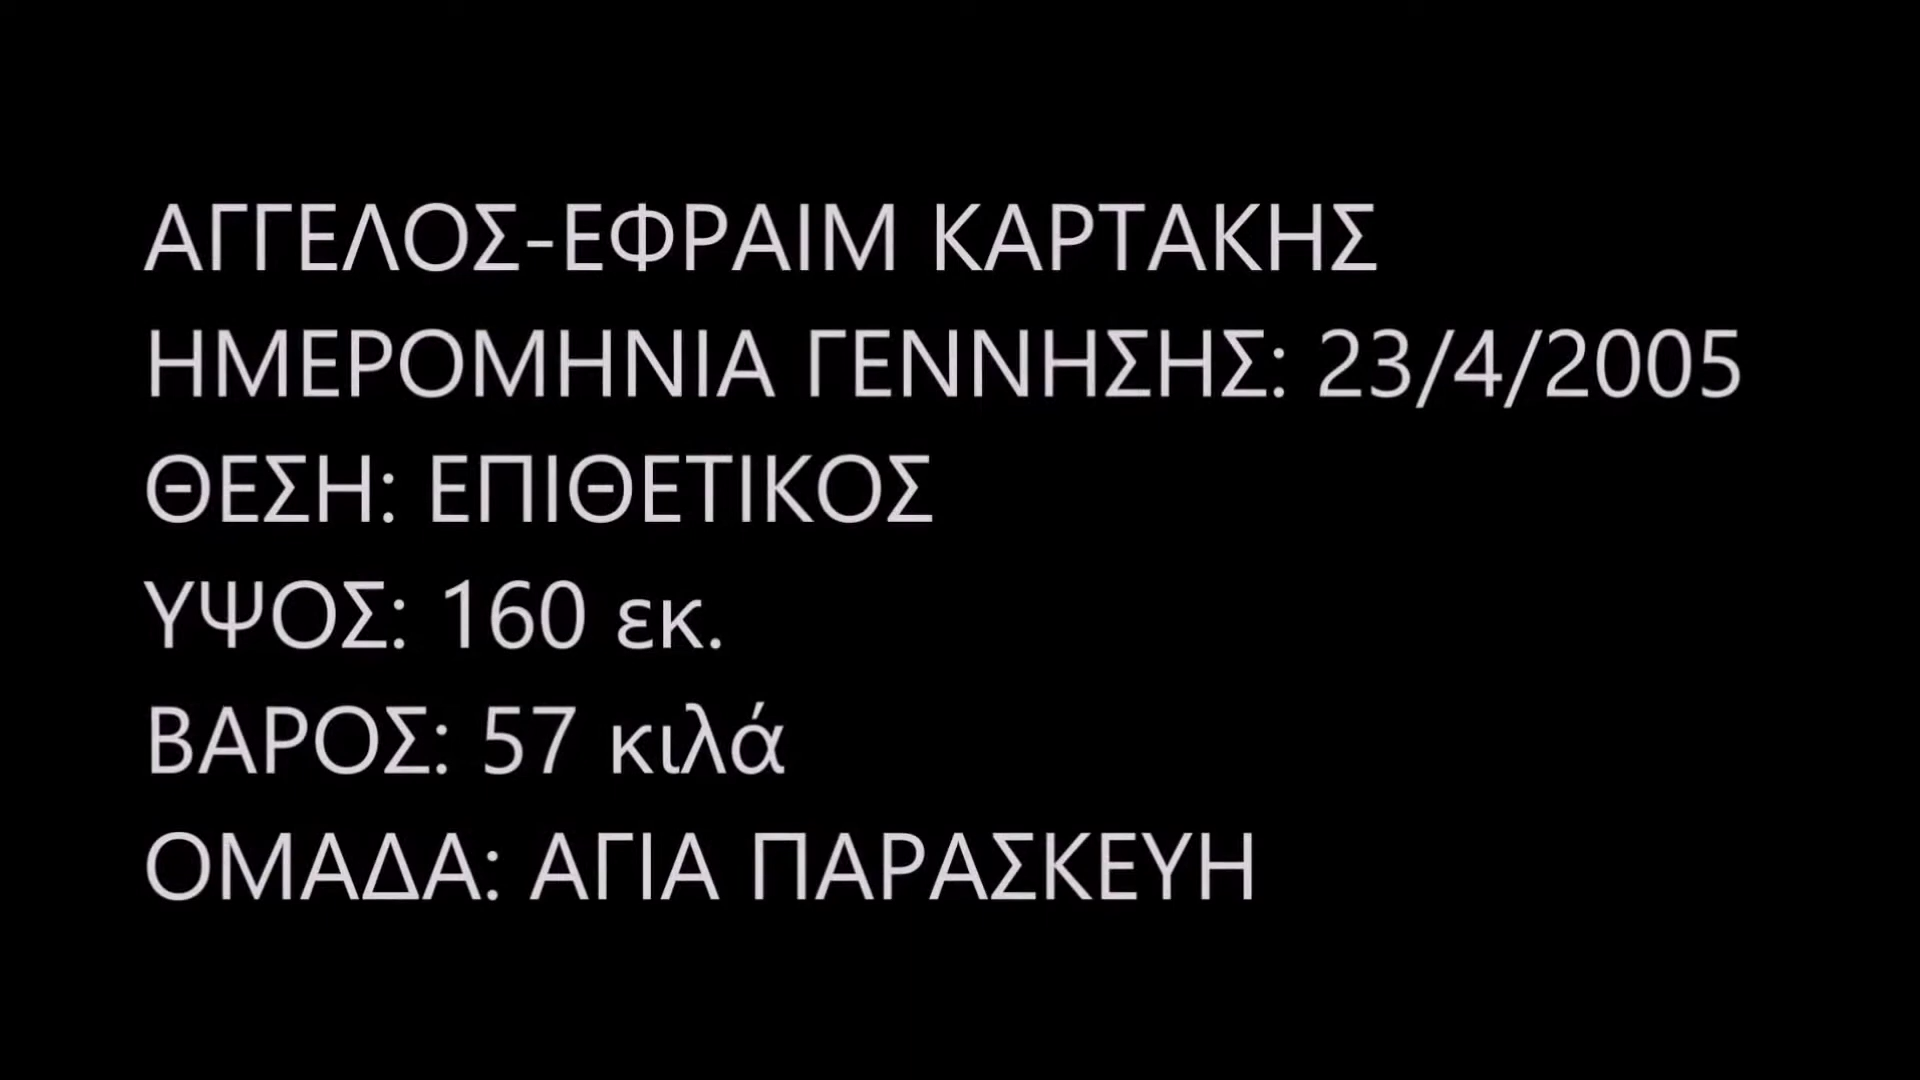 ΑΓΓΕΛΟΣ-ΕΦΡΑΙΜ ΚΑΡΤΑΚΗΣ
ΗΜΕΡΟΜΗΝΙΑ ΓΕΝΝΗΣΗΣ: 23/4/2005
ΘΕΣΗ: ΕΠΙΘΕΤΙΚΟΣ
ΥΨΟΣ: 160 εκ.
ΒΑΡΟΣ: 57 κιλά
ΟΜΑΔΑ: ΑΓΙΑ ΠΑΡΑΣΚΕΥΗ